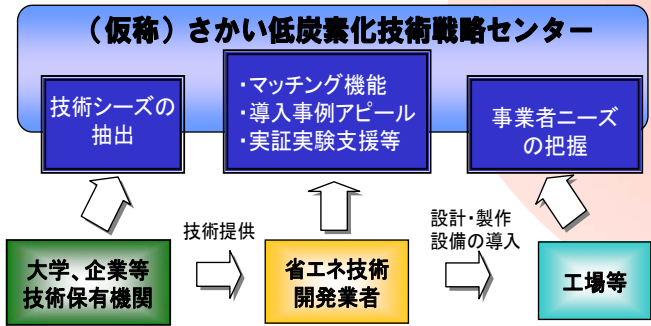 （仮称）さかい低炭素化技術戦略センター
技術シーズの
抽出
・マッチング機能
・導入事例アピール
・実証実験支援等
事業者ニーズ
の把握
技術提供
設計・製作
設備の導入
大学、企業等
技術保有機関
省エネ技術
開発業者
工場等